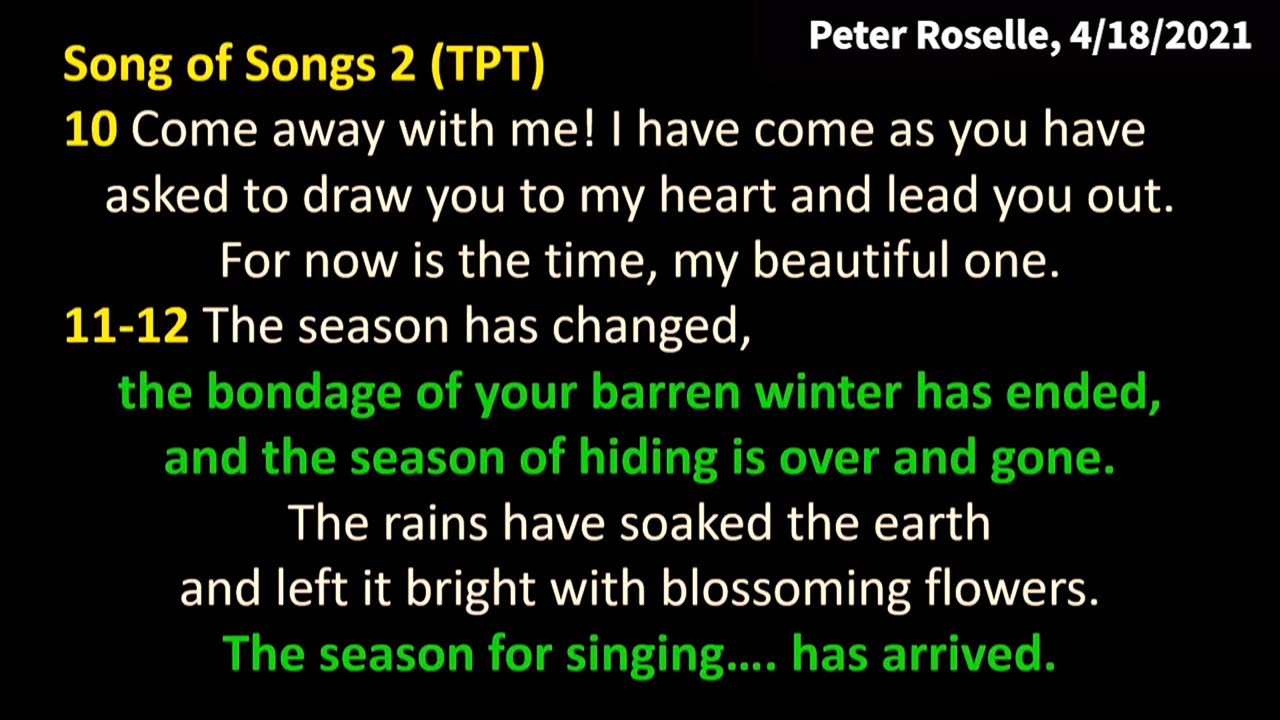 Peter Roselle, 4/18/2021
Song of Songs 2 (TPT)
10 Come away with me! I have come as you have
asked to draw you to my heart and lead you out.
For now is the time, my beautiful one.
11-12 The season has changed,
the bondage of your barren winter has ended,
and the season of hiding is over and gone.
The rains have soaked the earth
and left it bright with blossoming flowers.
The season for singing.... has arrived.